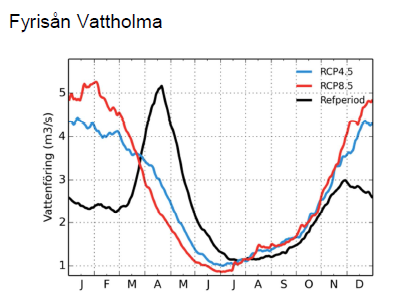 Fyrisån Vattholma
RCP4.5
RCP8.5
Refperiod
Vattenföring (m3/s)
5
4
3
2
1
J F M A M J J A S O N D